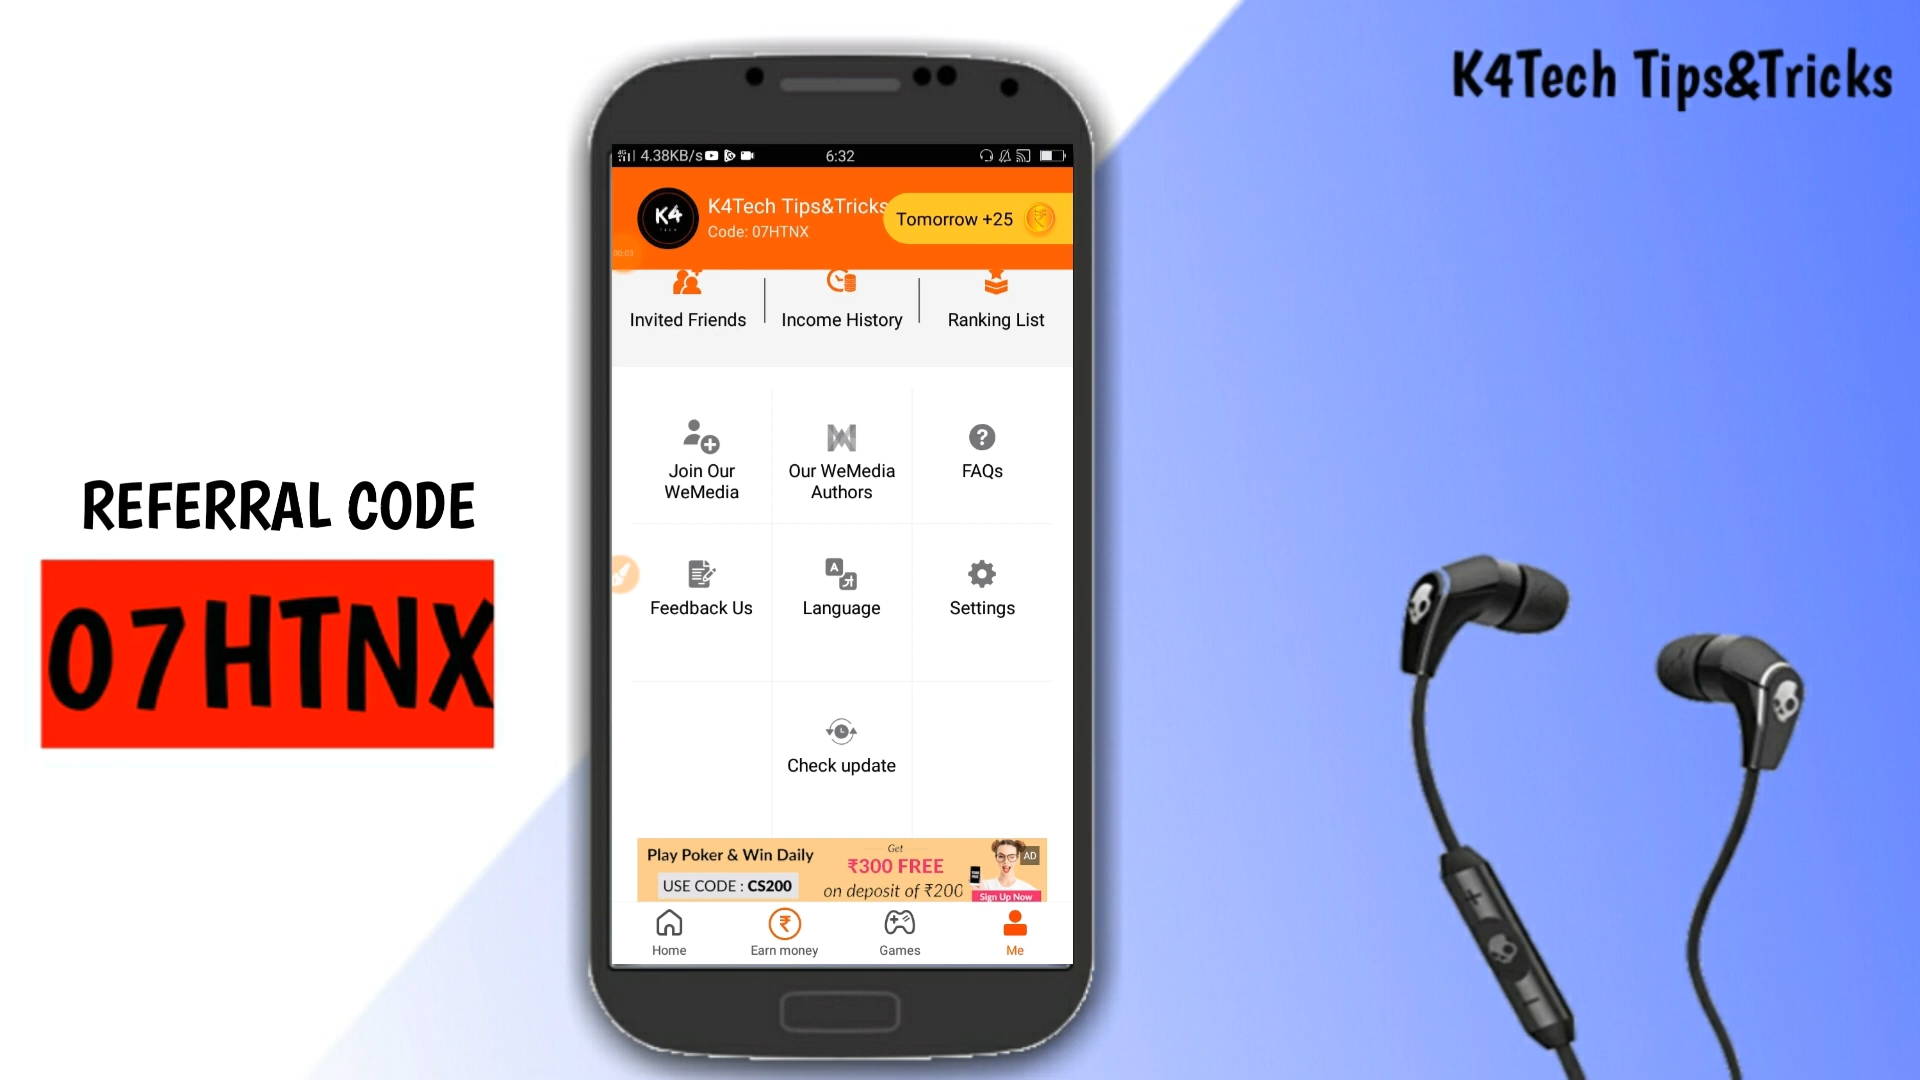 K4Tech Tips&Tricks
4G 4.38KB/s 6:32
K4 K4Tech Tips&Tricks
Code: 07HTNX
Tomorrow +25
00:03
Invited Friends Income History Ranking List
Join Our WeMedia
Our WeMedia Authors
FAQs
Feedback Us Language Settings
Check update
REFERRAL CODE
07HTNX
Play Poker & Win Daily
USE CODE : CS200
Get
₹300 FREE
on deposit of ₹200
AD
Sign Up Now
Home Earn money Games Me